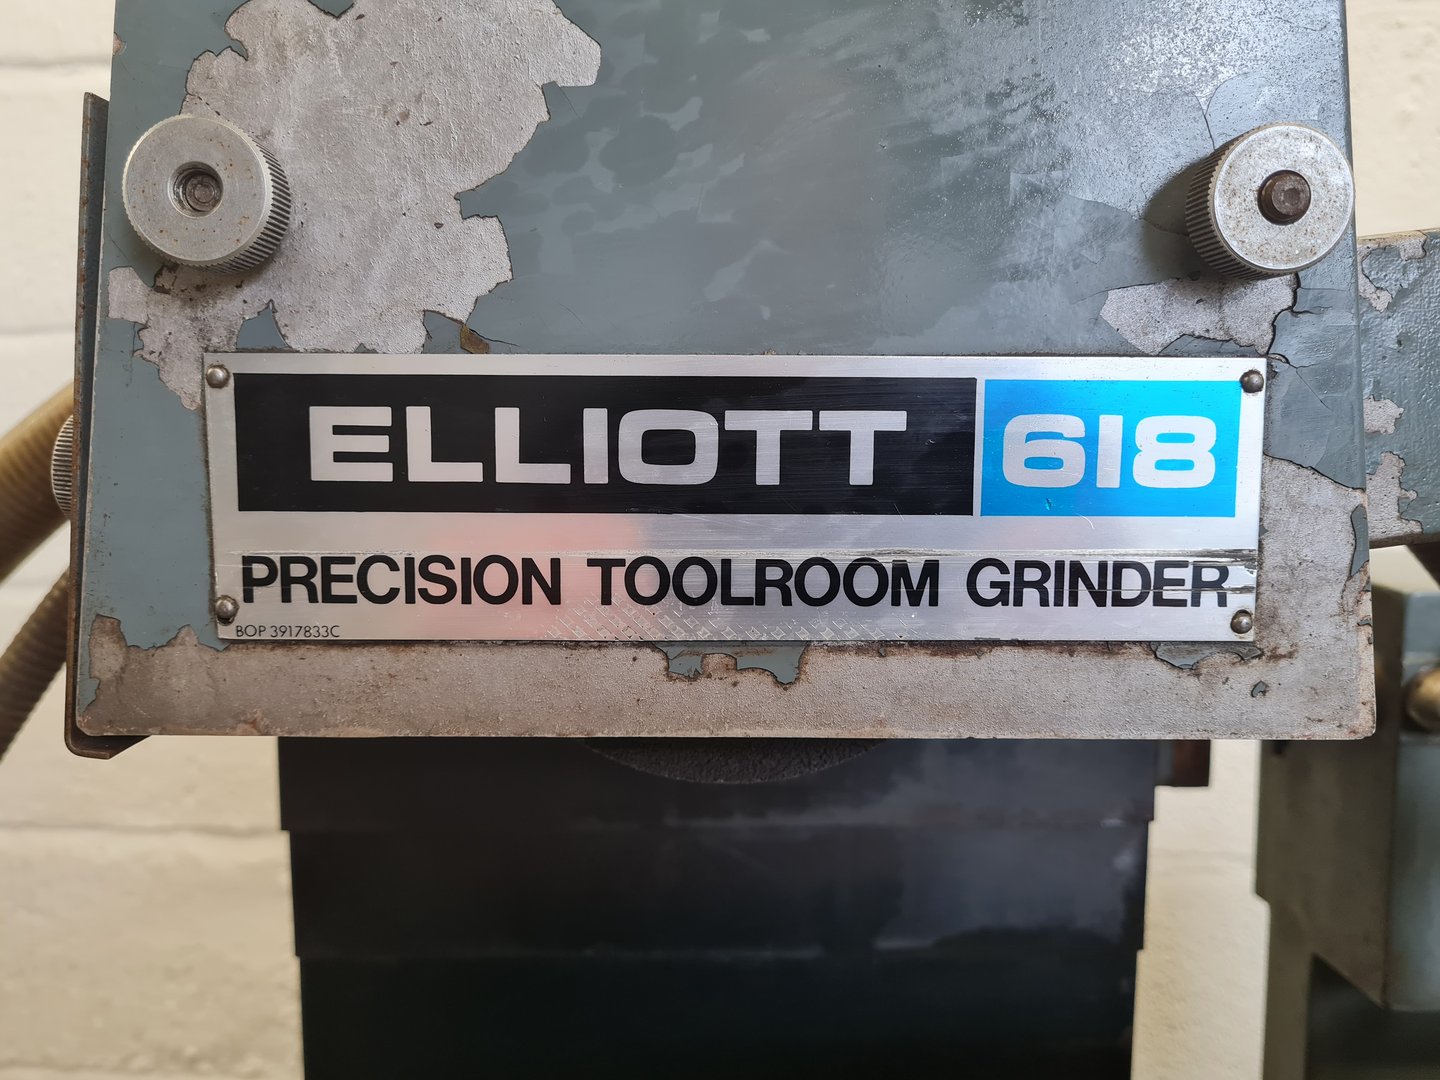 ELLIOTT 618
PRECISION TOOLROOM GRINDER
BOP 3917833C